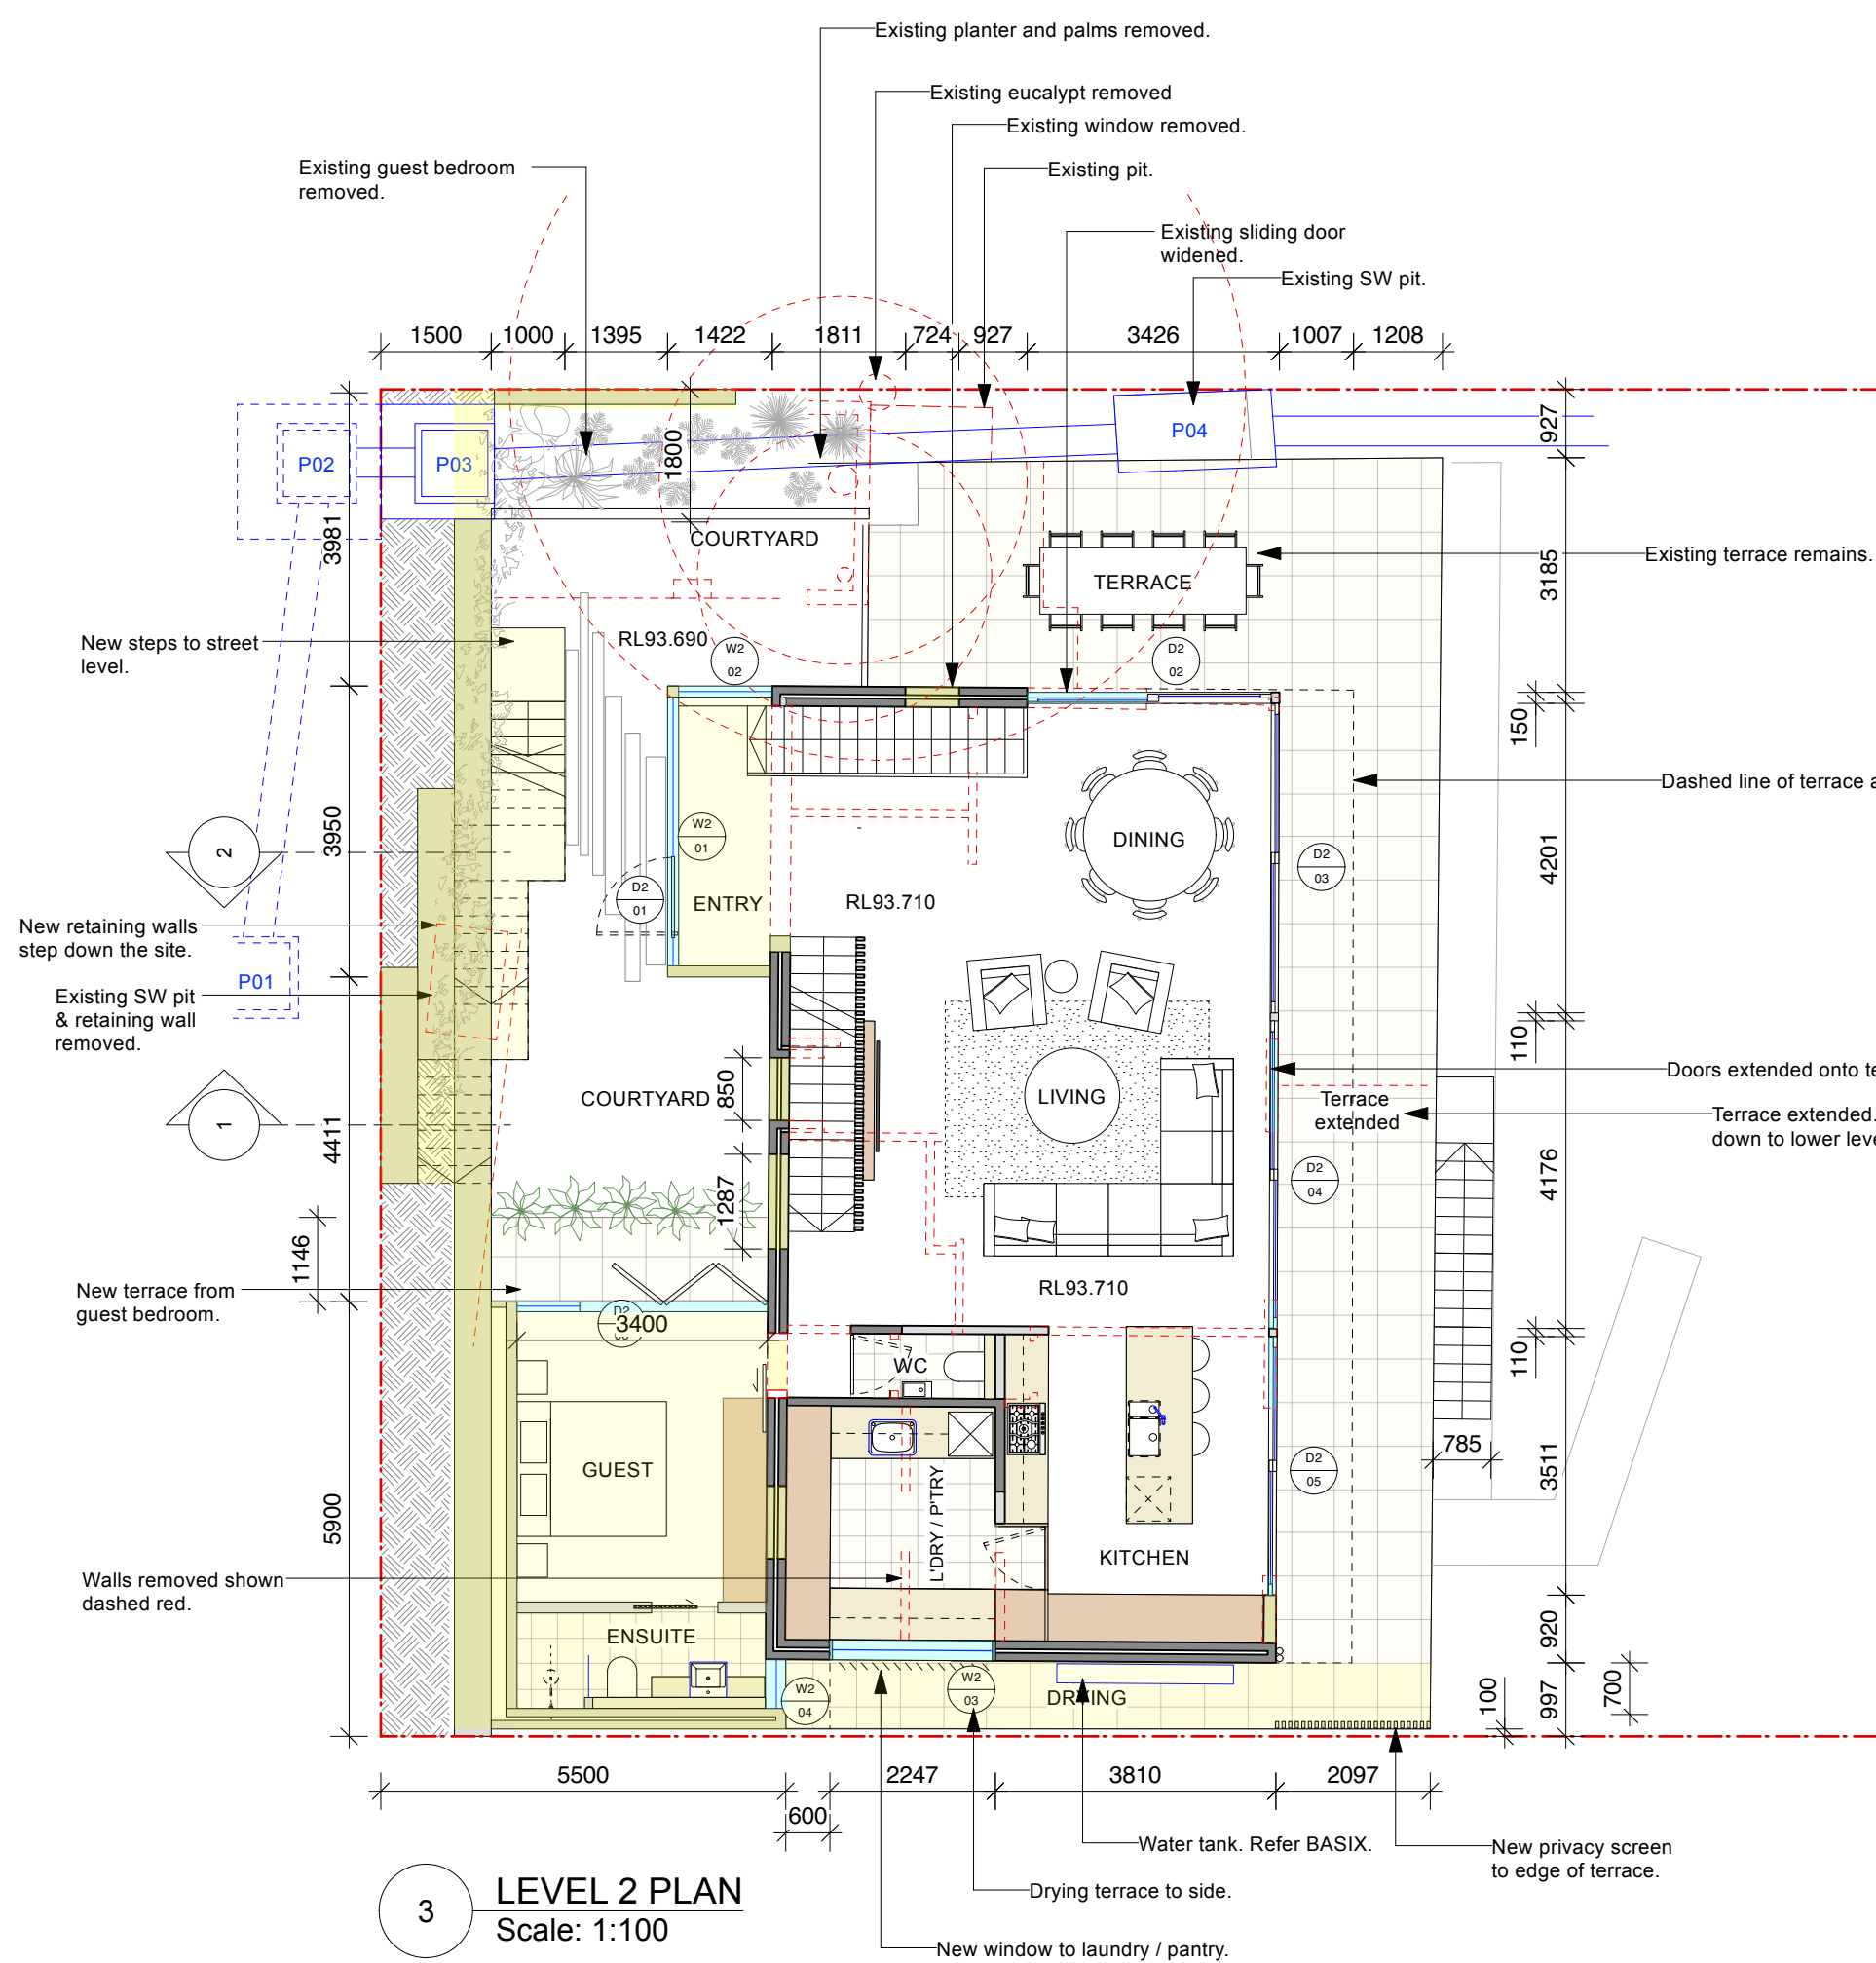 Existing planter and palms removed.
Existing eucalypt removed
Existing window removed.
Existing guest bedroom
removed.
Existing pit.
Existing sliding door
widened.
Existing SW pit.
1500
1000
1395
1422
1811
724
927
3426
1007
1208
P02
P03
P04
1800
927
3981
COURTYARD
3185
Existing terrace remains.
TERRACE
New steps to street
level.
RL93.690
W2
02
D2
02
150
Dashed line of terrace a
3950
W2
01
DINING
4201
2
D2
01
ENTRY
RL93.710
D2
03
New retaining walls
step down the site.
P01
Existing SW pit
& retaining wall
removed.
110
Doors extended onto te
850
COURTYARD
LIVING
Terrace
extended
Terrace extended.
down to lower leve
1
4411
4176
D2
04
1287
1146
New terrace from
guest bedroom.
RL93.710
D2
3400
WC
110
785
GUEST
L'DRY / P'TRY
D2
05
3511
5900
KITCHEN
Walls removed shown
dashed red.
ENSUITE
920
W2
04
W2
03
DRYING
100
997
700
5500
2247
3810
2097
600
Water tank. Refer BASIX.
New privacy screen
to edge of terrace.
Drying terrace to side.
3
LEVEL 2 PLAN
Scale: 1:100
New window to laundry / pantry.